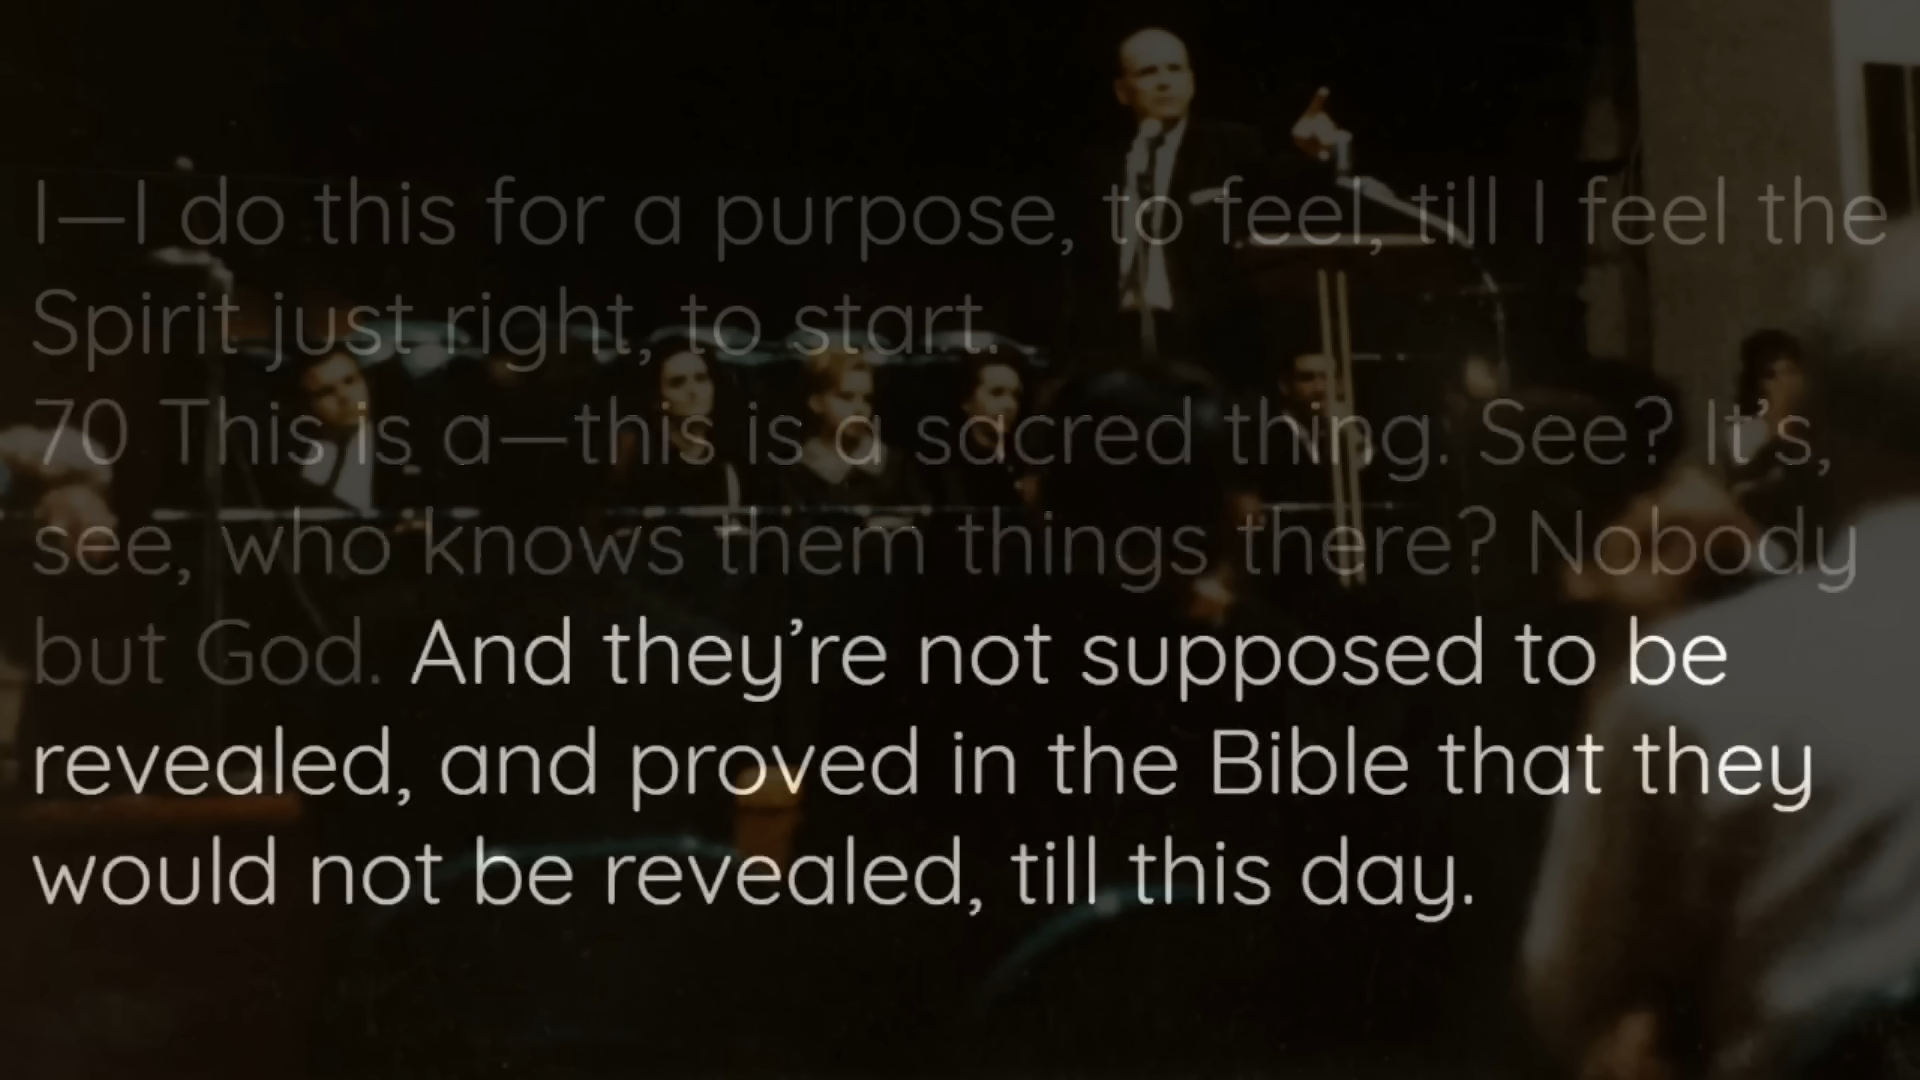 I—I do this for a purpose, to feel, till I feel the
Spirit just right, to start.
70 This is a—this is a sacred thing. See? It’s,
see, who knows them things there? Nobody
but God. And they’re not supposed to be
revealed, and proved in the Bible that they
would not be revealed, till this day.